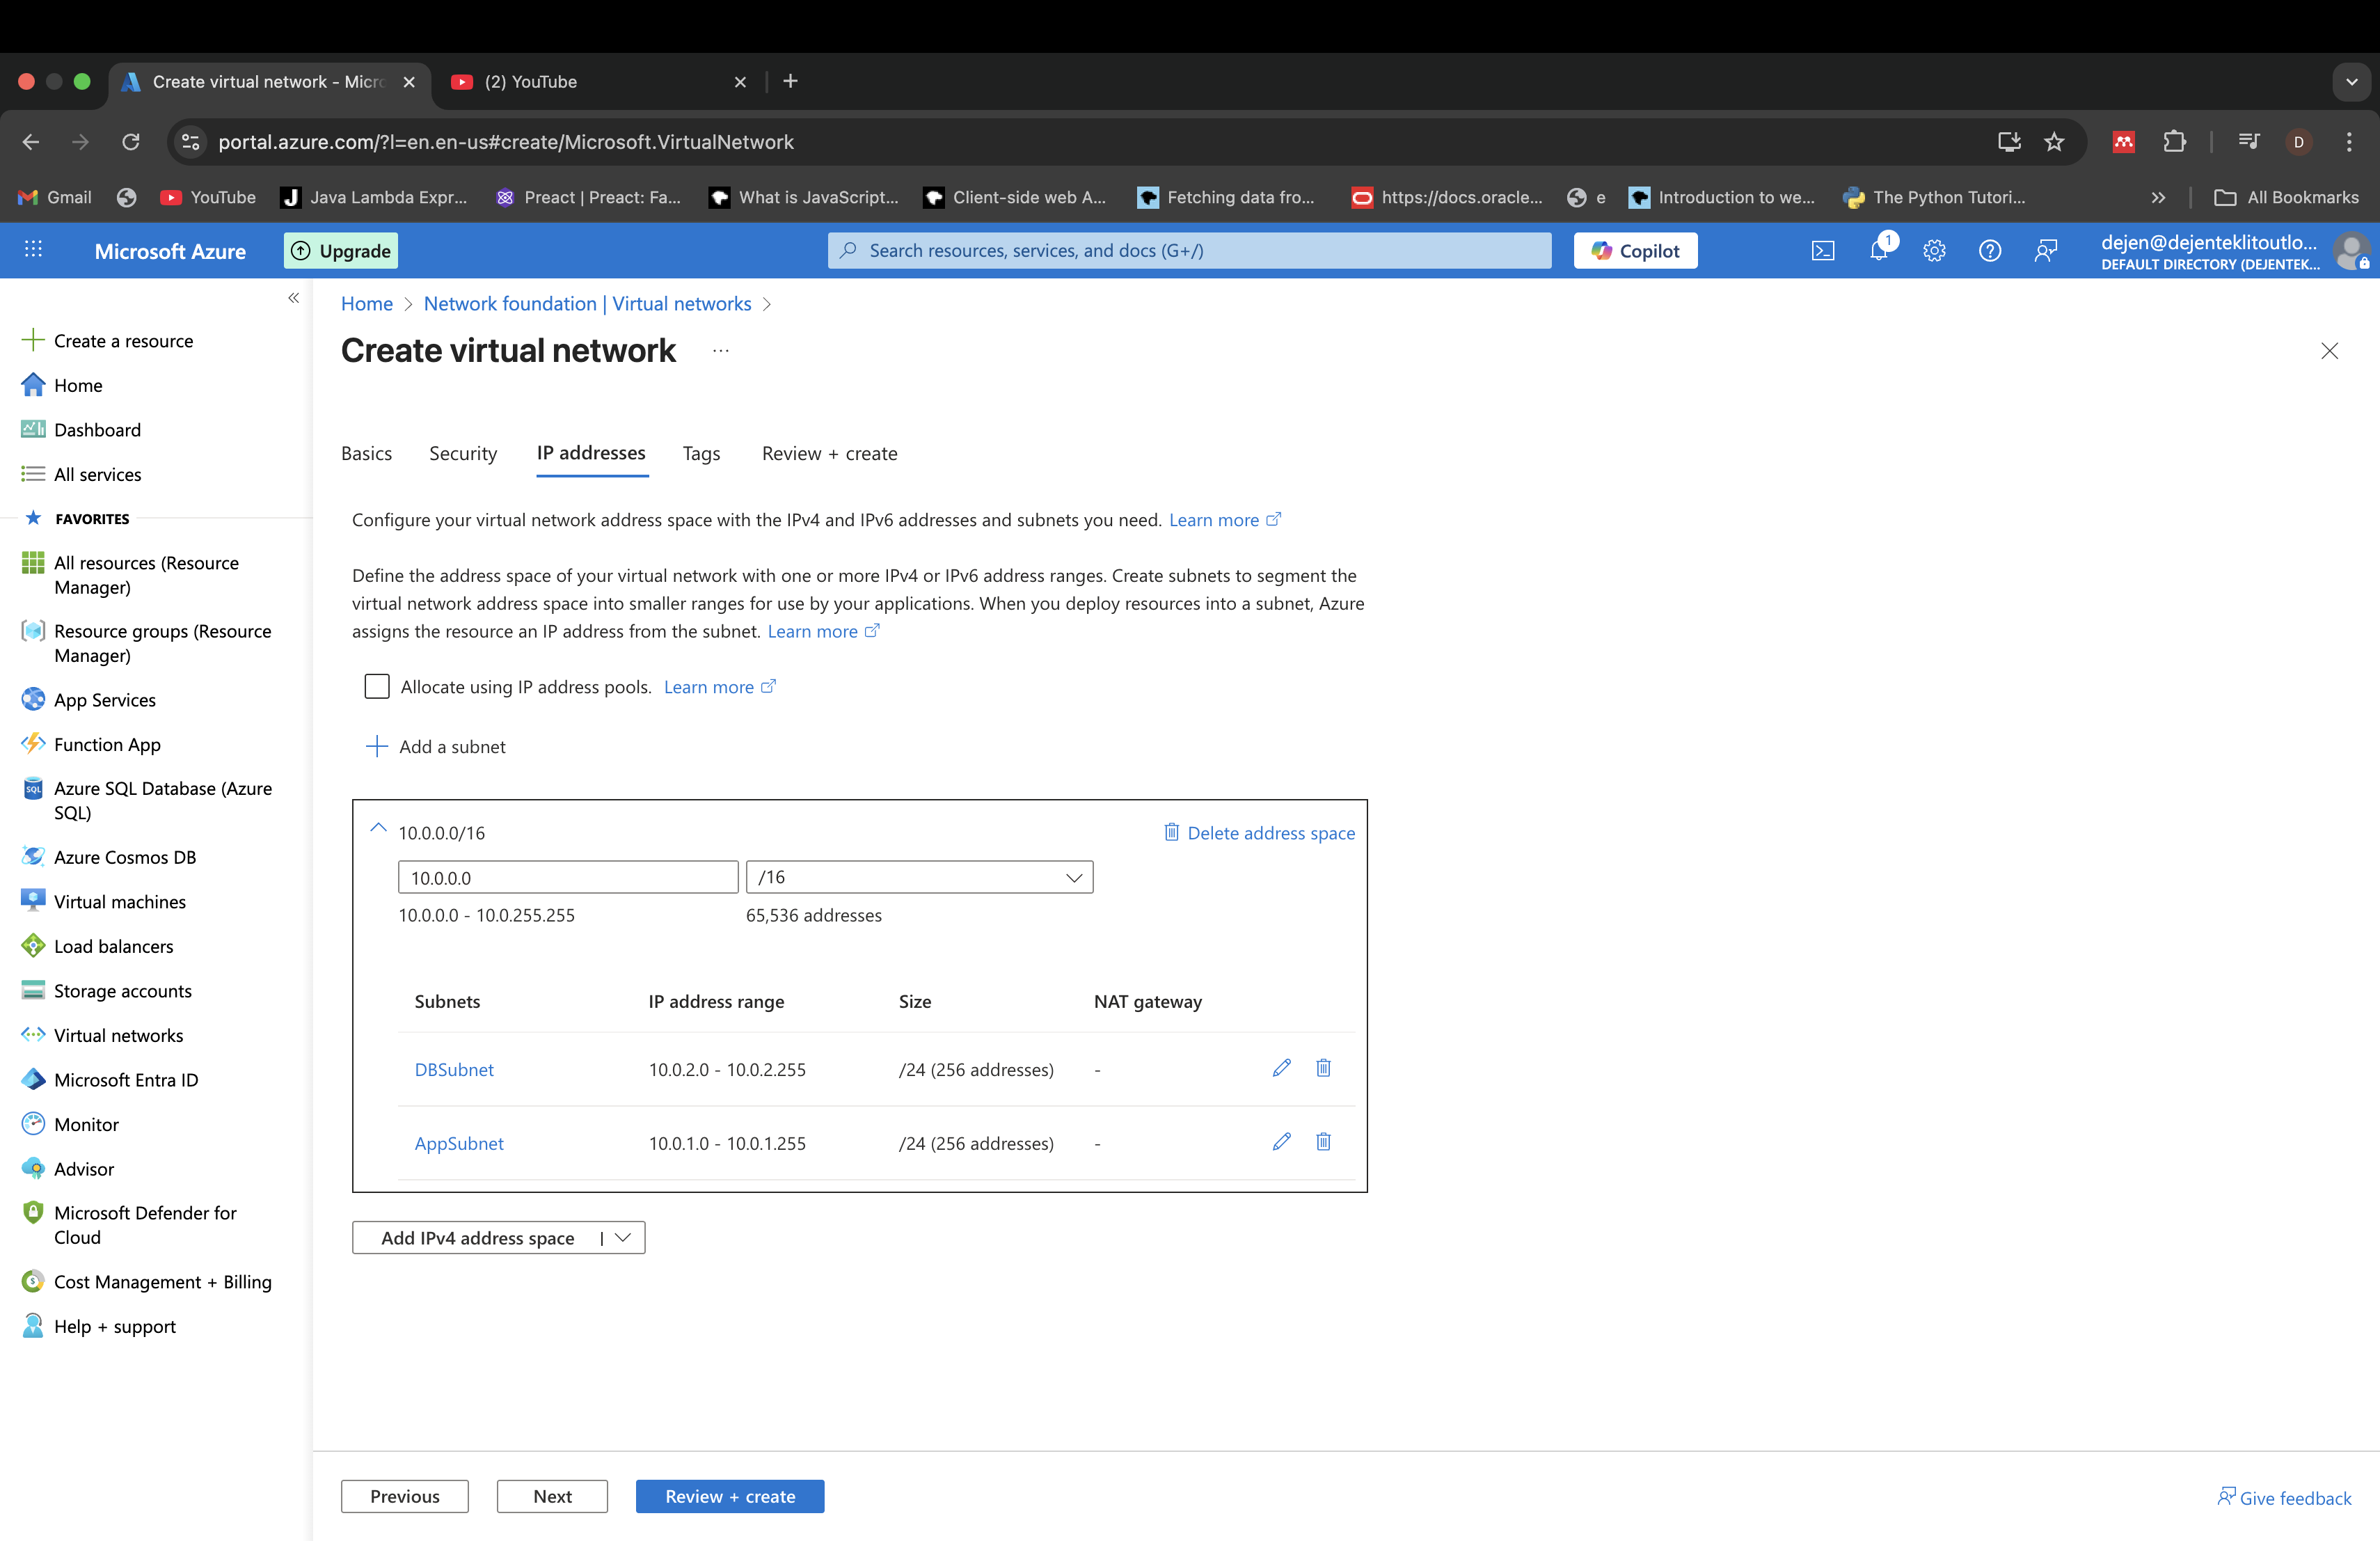 Create virtual network - Micro
(2) YouTube
portal.azure.com/?l=en.en-us#create/Microsoft.VirtualNetwork
D
Gmail
YouTube
Java Lambda Expr...
Preact | Preact: Fa...
What is JavaScript...
Client-side web A...
Fetching data fro...
https://docs.oracle...
e
Introduction to we...
The Python Tutori...
All Bookmarks
Microsoft Azure
Upgrade
Search resources, services, and docs (G+/)
Copilot
1
dejen@dejenteklitoutlo...
DEFAULT DIRECTORY (DEJENTEK...
Create a resource
Home
Dashboard
All services
FAVORITES
All resources (Resource
Manager)
Resource groups (Resource
Manager)
App Services
Function App
SQL
Azure SQL Database (Azure
SQL)
Azure Cosmos DB
Virtual machines
Load balancers
Storage accounts
Virtual networks
Microsoft Entra ID
Monitor
Advisor
Microsoft Defender for
Cloud
Cost Management + Billing
Help + support
Home > Network foundation | Virtual networks >
Create virtual network ...
Basics
Security
IP addresses
Tags
Review + create
Configure your virtual network address space with the IPv4 and IPv6 addresses and subnets you need. Learn more
Define the address space of your virtual network with one or more IPv4 or IPv6 address ranges. Create subnets to segment the
virtual network address space into smaller ranges for use by your applications. When you deploy resources into a subnet, Azure
assigns the resource an IP address from the subnet. Learn more
Allocate using IP address pools. Learn more
Add a subnet
10.0.0.0/16
Delete address space
10.0.0.0
/16
10.0.0.0 - 10.0.255.255
65,536 addresses
Subnets IP address range Size NAT gateway
DBSubnet 10.0.2.0 - 10.0.2.255 /24 (256 addresses) -
AppSubnet 10.0.1.0 - 10.0.1.255 /24 (256 addresses) -
Add IPv4 address space |
Previous
Next
Review + create
Give feedback